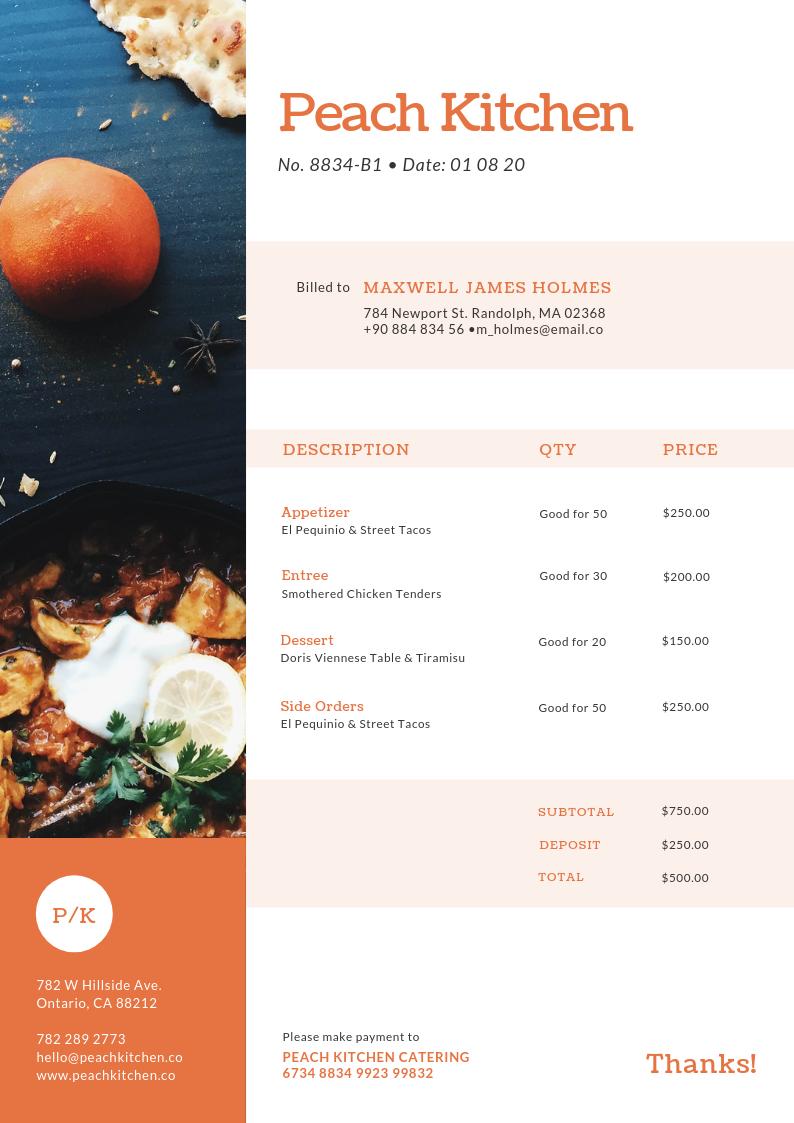 Peach Kitchen
No. 8834-B1 • Date: 01 08 20
Billed to MAXWELL JAMES HOLMES
784 Newport St. Randolph, MA 02368
+90 884 834 56 •m_holmes@email.co
DESCRIPTION QTY PRICE
Appetizer Good for 50 $250.00
El Pequinio & Street Tacos
Entree Good for 30 $200.00
Smothered Chicken Tenders
Dessert Good for 20 $150.00
Doris Viennese Table & Tiramisu
Side Orders Good for 50 $250.00
El Pequinio & Street Tacos
SUBTOTAL $750.00
DEPOSIT $250.00
TOTAL $500.00
P/K
782 W Hillside Ave.
Ontario, CA 88212
782 289 2773
hello@peachkitchen.co
www.peachkitchen.co
Please make payment to
PEACH KITCHEN CATERING
6734 8834 9923 99832
Thanks!